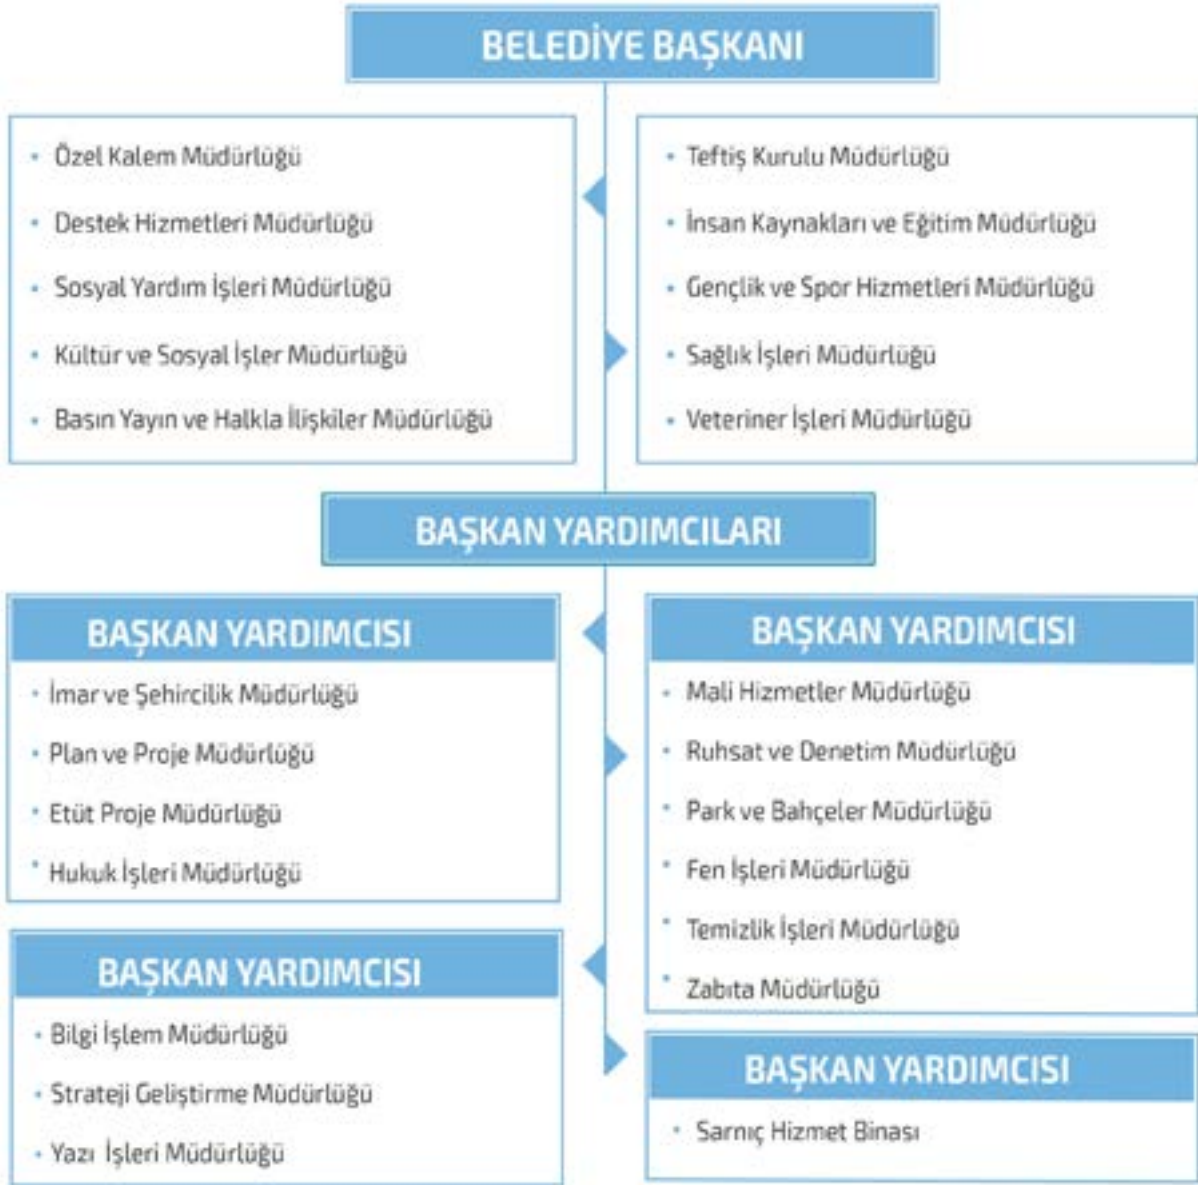 BELEDİYE BAŞKANI
• Özel Kalem Müdürlüğü
• Destek Hizmetleri Müdürlüğü
• Sosyal Yardım İşleri Müdürlüğü
• Kültür ve Sosyal İşler Müdürlüğü
• Basın Yayın ve Halkla İlişkiler Müdürlüğü
• Teftiş Kurulu Müdürlüğü
• İnsan Kaynakları ve Eğitim Müdürlüğü
• Gençlik ve Spor Hizmetleri Müdürlüğü
• Sağlık İşleri Müdürlüğü
• Veteriner İşleri Müdürlüğü
BAŞKAN YARDIMCILARI
BAŞKAN YARDIMCISI
• İmar ve Şehircilik Müdürlüğü
• Plan ve Proje Müdürlüğü
• Etüt Proje Müdürlüğü
• Hukuk İşleri Müdürlüğü
BAŞKAN YARDIMCISI
• Mali Hizmetler Müdürlüğü
• Ruhsat ve Denetim Müdürlüğü
• Park ve Bahçeler Müdürlüğü
• Fen İşleri Müdürlüğü
• Temizlik İşleri Müdürlüğü
• Zabıta Müdürlüğü
BAŞKAN YARDIMCISI
• Bilgi İşlem Müdürlüğü
• Strateji Geliştirme Müdürlüğü
• Yazı İşleri Müdürlüğü
BAŞKAN YARDIMCISI
• Sarnıç Hizmet Binası